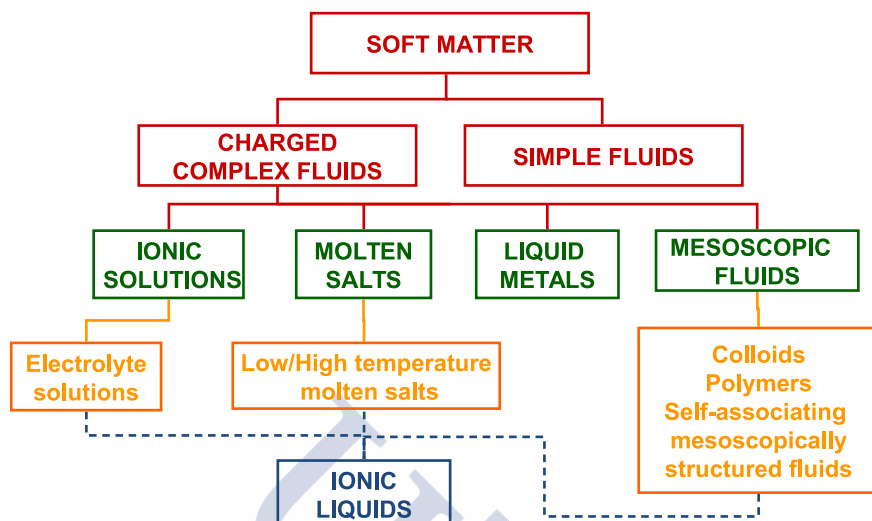 SOFT MATTER
CHARGED
COMPLEX FLUIDS
SIMPLE FLUIDS
IONIC
SOLUTIONS
MOLTEN
SALTS
LIQUID
METALS
MESOSCOPIC
FLUIDS
Electrolyte
solutions
Low/High temperature
molten salts
Colloids
Polymers
Self-associating
mesoscopically
structured fluids
IONIC
LIQUIDS